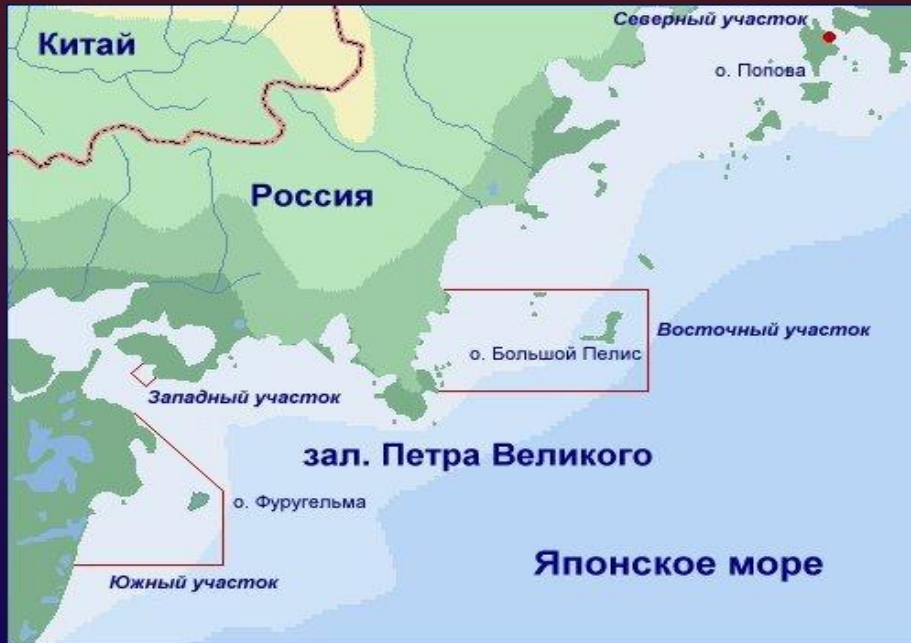 Северный участок
Китай
о. Попова
Россия
Восточный участок
о. Большой Пелис
Западный участок
зал. Петра Великого
о. Фуругельма
Японское море
Южный участок